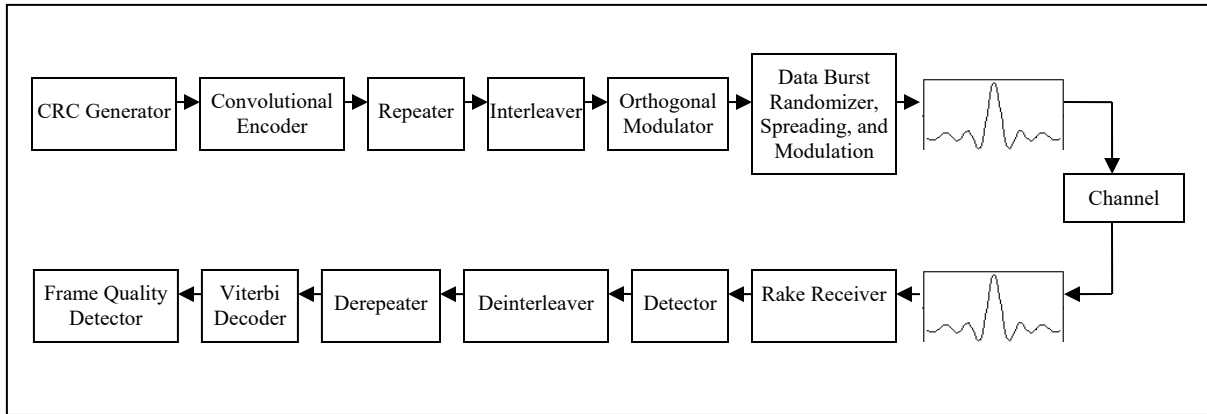 CRC Generator
Convolutional
Encoder
Repeater
Interleaver
Orthogonal
Modulator
Data Burst
Randomizer,
Spreading, and
Modulation
Channel
Frame Quality
Detector
Viterbi
Decoder
Derepeater
Deinterleaver
Detector
Rake Receiver